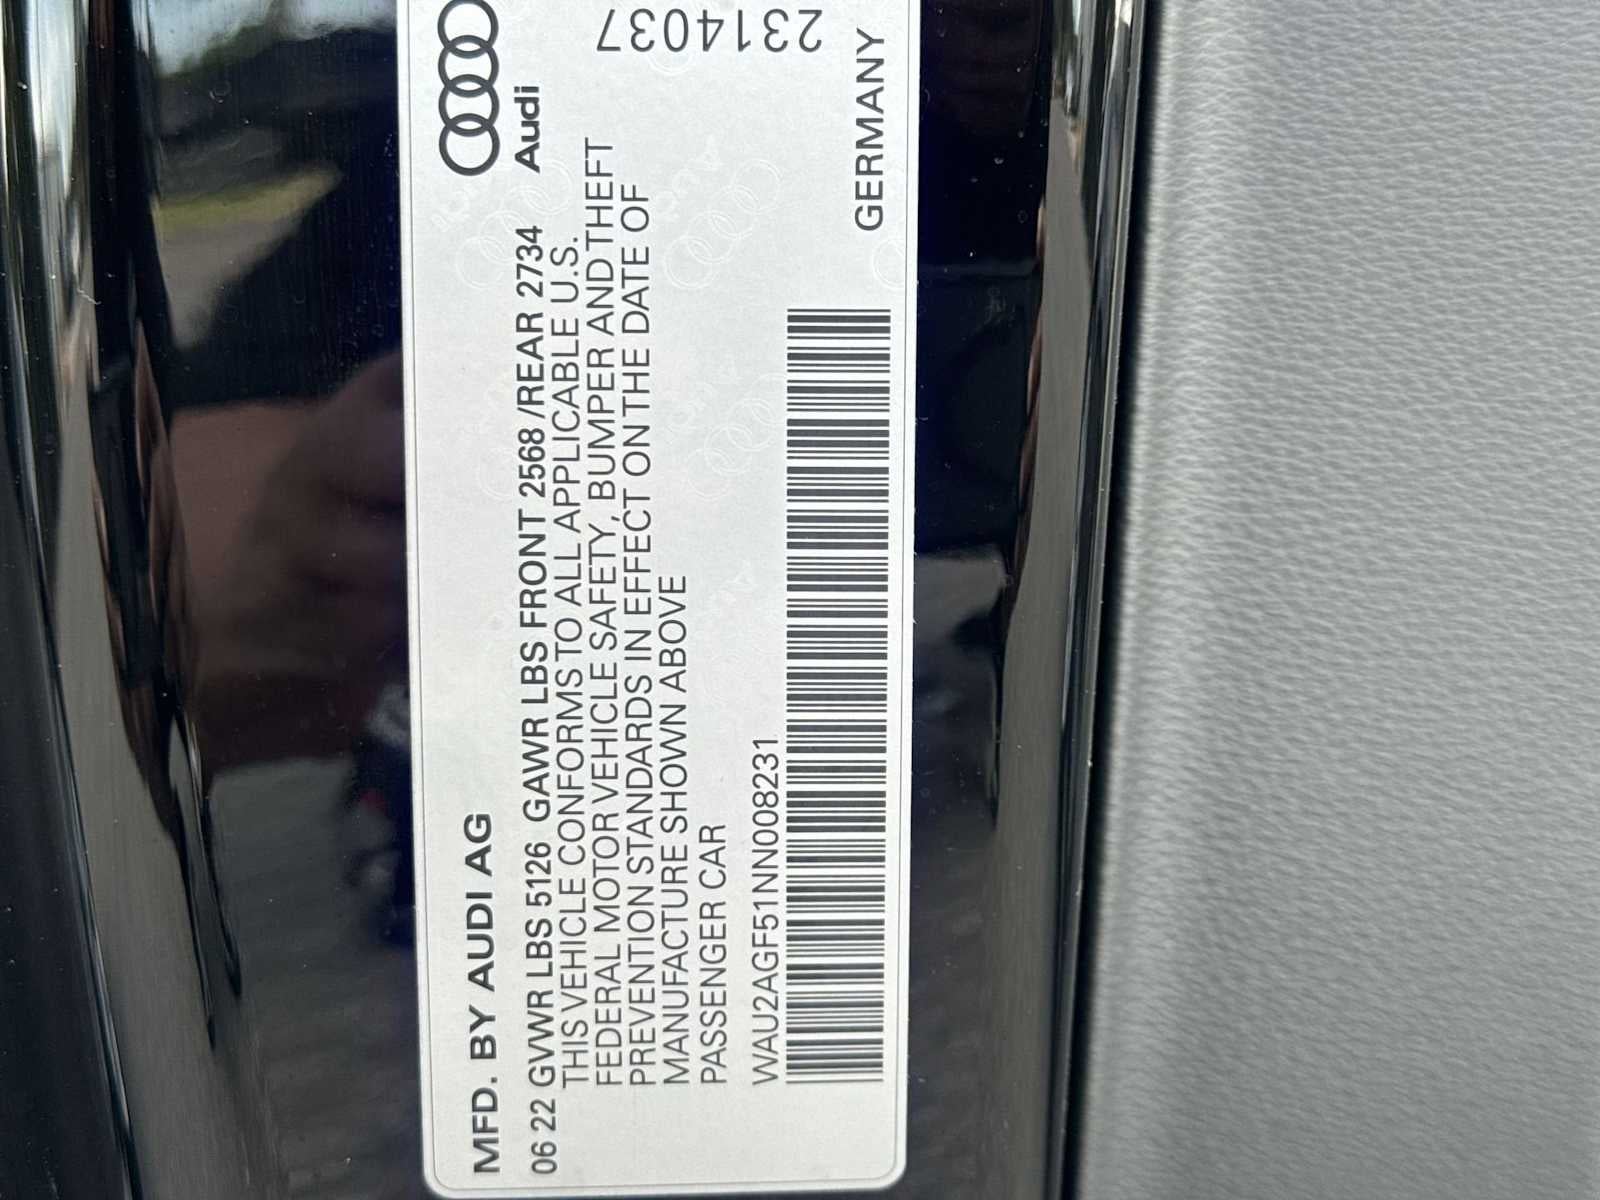 MFD. BY AUDI AG
Audi
06 22 GVWR LBS 5126 GAWR LBS FRONT 2568 /REAR 2734
THIS VEHICLE CONFORMS TO ALL APPLICABLE U.S.
FEDERAL MOTOR VEHICLE SAFETY, BUMPER AND THEFT
PREVENTION STANDARDS IN EFFECT ON THE DATE OF
MANUFACTURE SHOWN ABOVE
PASSENGER CAR
WAU2AGF51NN008231
GERMANY
2314037